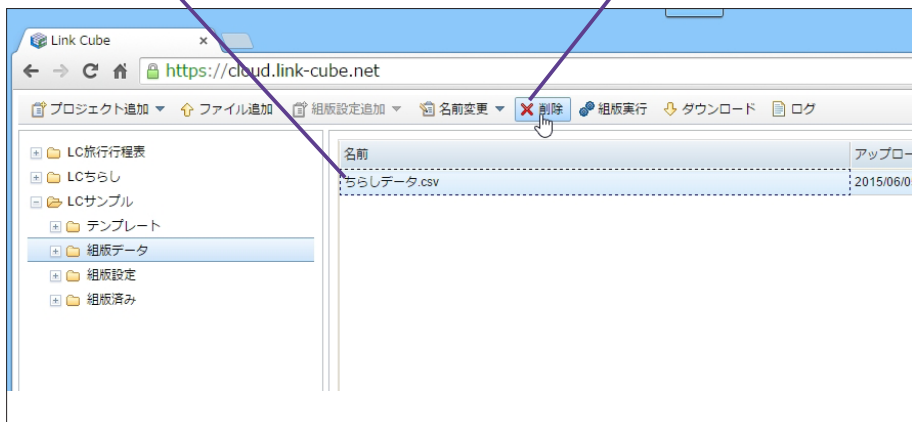 Link Cube
https://cloud.link-cube.net
プロジェクト追加 ファイル追加 組版設定追加 名前変更 削除 組版実行 ダウンロード ログ
LC旅行行程表
LCちらし
LCサンプル
テンプレート
組版データ
組版設定
組版済み
名前 アップロー
ちらしデータ.csv 2015/06/0